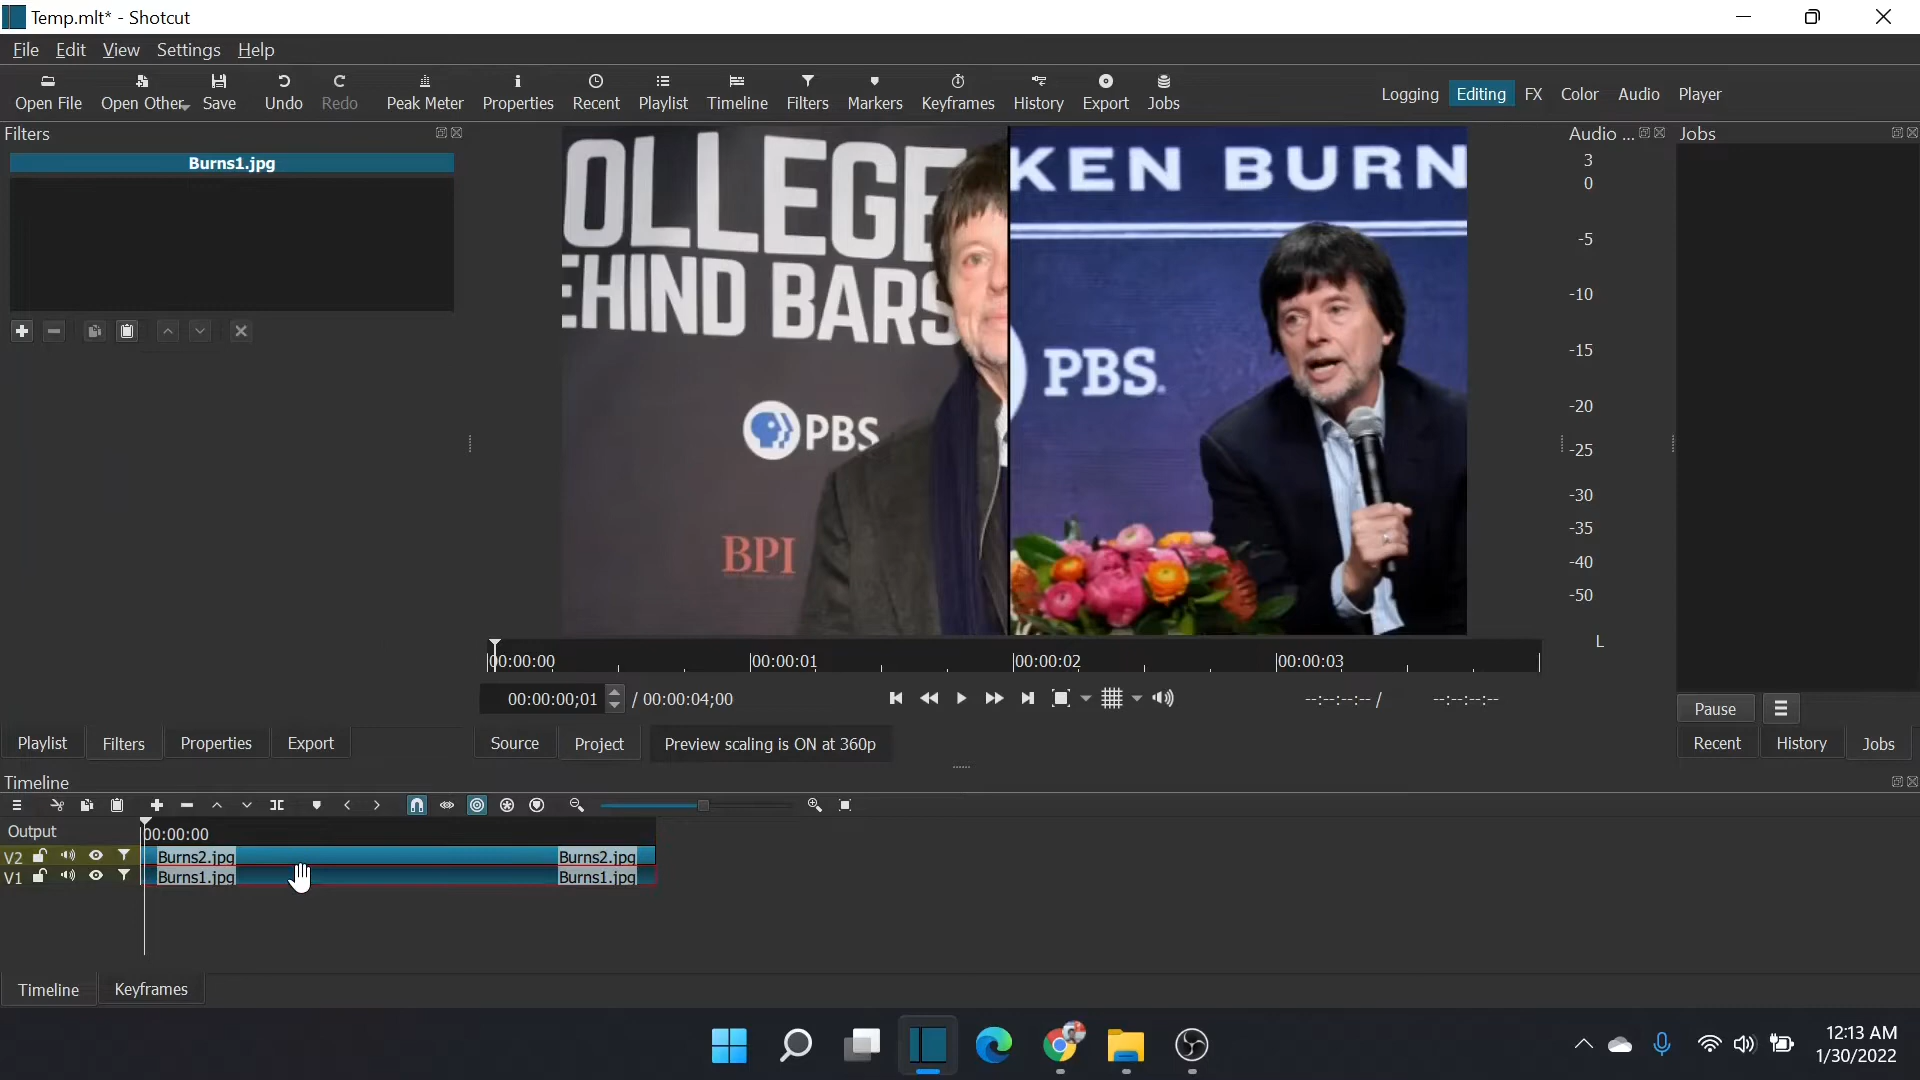 Temp.mlt* - Shotcut
File Edit View Settings Help
Open File Open Other Save Undo Redo Peak Meter Properties Recent Playlist Timeline Filters Markers Keyframes History Export Jobs
Logging Editing FX Color Audio Player
Filters
Audio ...
Jobs
Burns1.jpg
OLLEGE
EHIND BARS
PBS
BPI
KEN BURN
PBS.
3
0
-5
-10
-15
-20
-25
-30
-35
-40
-50
L
00:00:00 00:00:01 00:00:02 00:00:03
00:00:00;01 / 00:00:04;00
--:--:--:-- / --:--:--:--
Pause
Playlist Filters Properties Export
Source Project Preview scaling is ON at 360p
Recent History Jobs
Timeline
Output
00:00:00
V2 Burns2.jpg Burns2.jpg
V1 Burns1.jpg Burns1.jpg
Timeline Keyframes
12:13 AM
1/30/2022